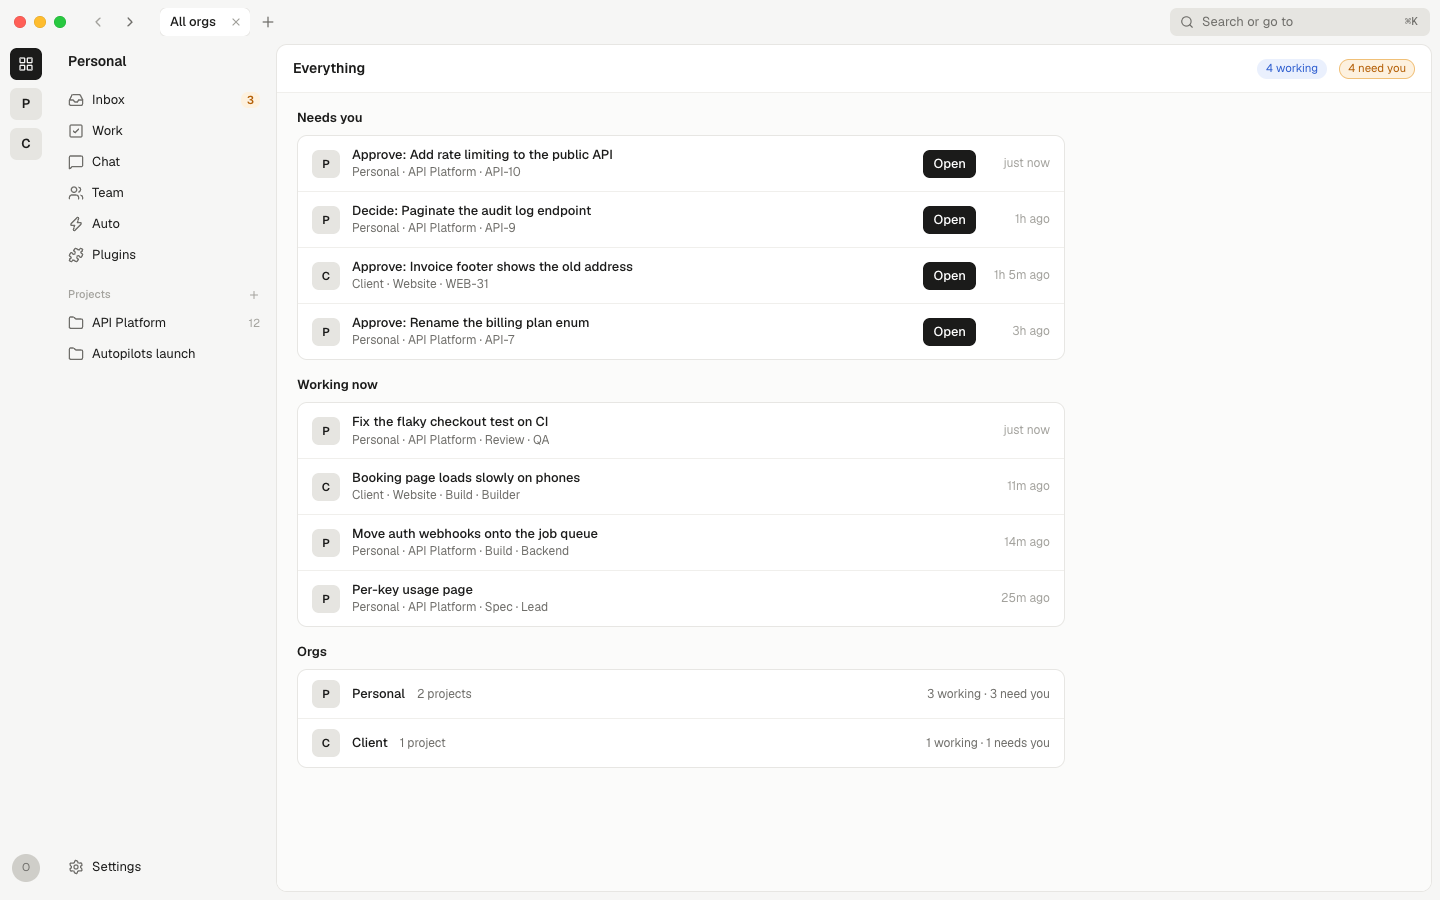 All orgs
Search or go to
⌘K
Personal
Everything
4 working
4 need you
P
C
Inbox
3
Work
Chat
Team
Auto
Plugins
Projects
API Platform
12
Autopilots launch
Needs you
P
Approve: Add rate limiting to the public API
Personal · API Platform · API-10
Open
just now
P
Decide: Paginate the audit log endpoint
Personal · API Platform · API-9
Open
1h ago
C
Approve: Invoice footer shows the old address
Client · Website · WEB-31
Open
1h 5m ago
P
Approve: Rename the billing plan enum
Personal · API Platform · API-7
Open
3h ago
Working now
P
Fix the flaky checkout test on CI
Personal · API Platform · Review · QA
just now
C
Booking page loads slowly on phones
Client · Website · Build · Builder
11m ago
P
Move auth webhooks onto the job queue
Personal · API Platform · Build · Backend
14m ago
P
Per-key usage page
Personal · API Platform · Spec · Lead
25m ago
Orgs
P
Personal
2 projects
3 working · 3 need you
C
Client
1 project
1 working · 1 needs you
O
Settings